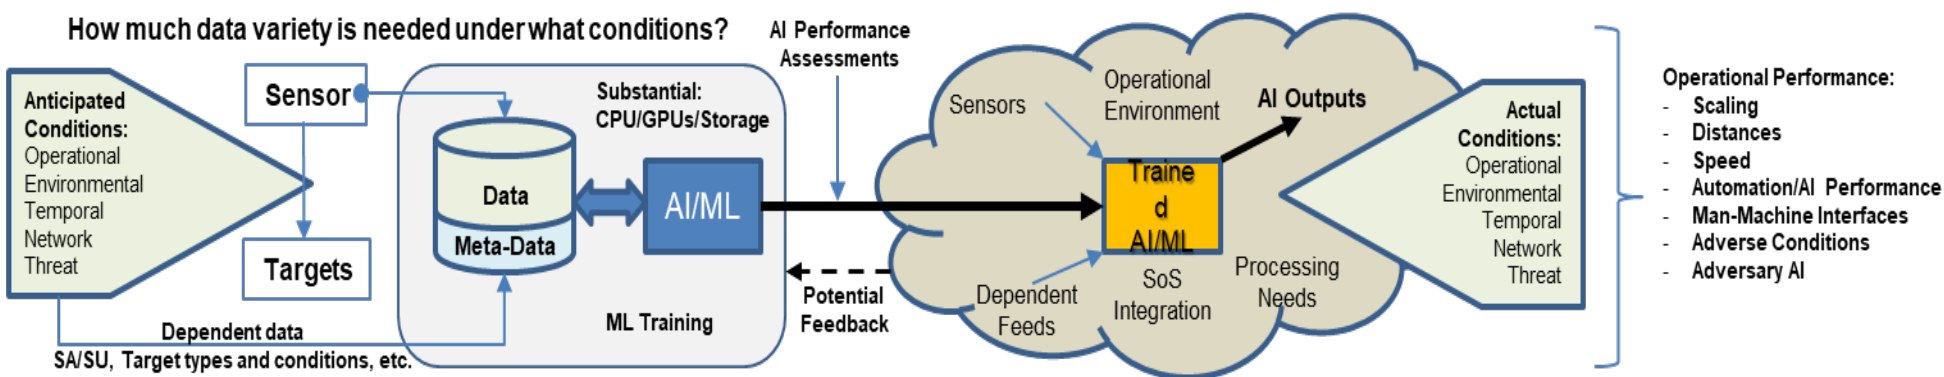 How much data variety is needed under what conditions?
Anticipated
Conditions:
Operational
Environmental
Temporal
Network
Threat
Sensor
Targets
Dependent data
SA/SU, Target types and conditions, etc.
Substantial:
CPU/GPUs/Storage
Data
Meta-Data
AI/ML
ML Training
AI Performance
Assessments
Potential
Feedback
Sensors
Operational
Environment
AI Outputs
Traine
d
AI/ML
SoS
Integration
Dependent
Feeds
Processing
Needs
Actual
Conditions:
Operational
Environmental
Temporal
Network
Threat
Operational Performance:
- Scaling
- Distances
- Speed
- Automation/AI Performance
- Man-Machine Interfaces
- Adverse Conditions
- Adversary AI